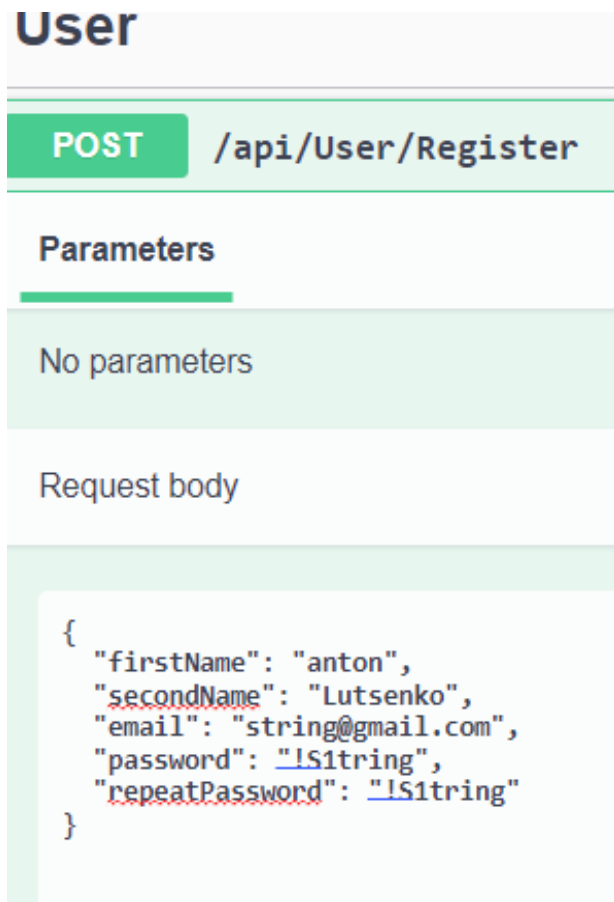 User
POST /api/User/Register
Parameters
No parameters
Request body
{
"firstName": "anton",
"secondName": "Lutsenko",
"email": "string@gmail.com",
"password": "!S1tring",
"repeatPassword": "!S1tring"
}